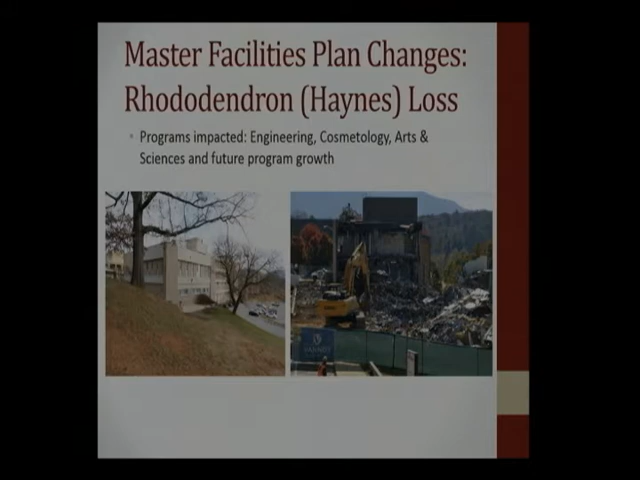 Master Facilities Plan Changes:
Rhododendron (Haynes) Loss
Programs impacted: Engineering, Cosmetology, Arts &
Sciences and future program growth